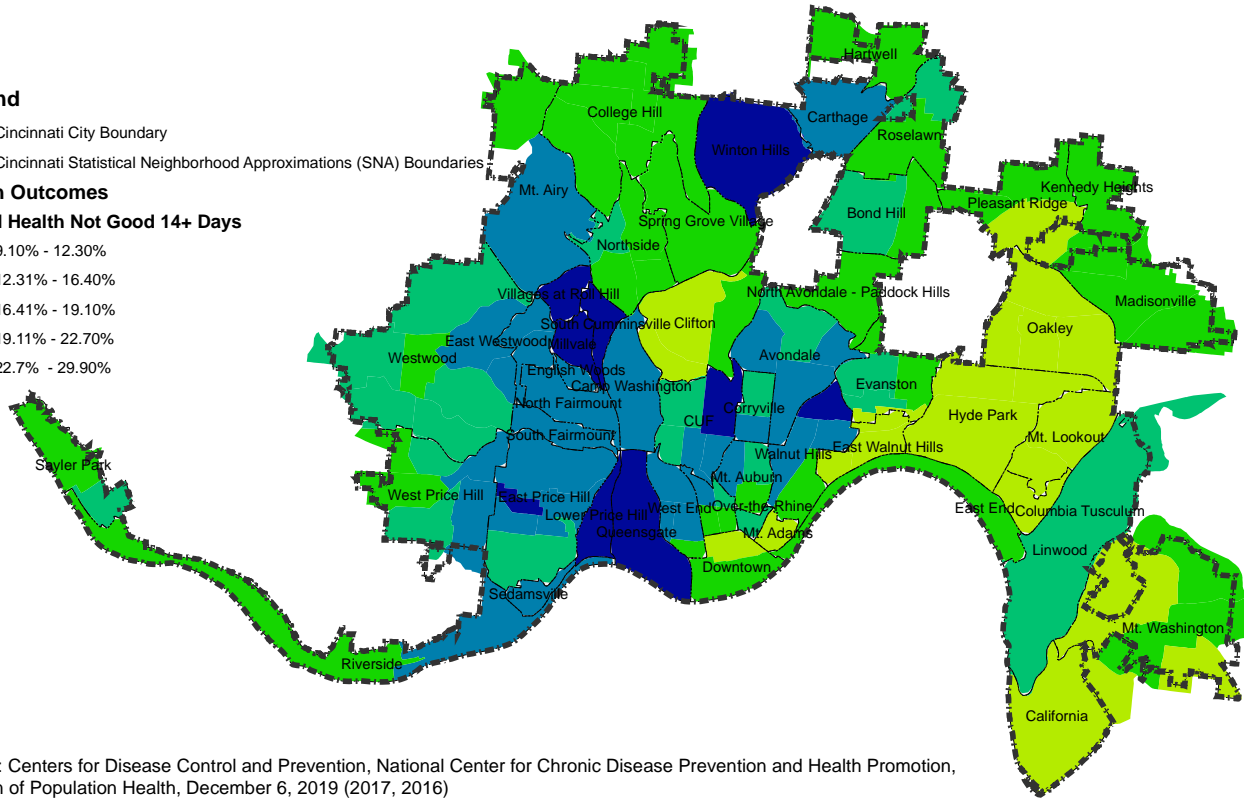 nd
Cincinnati City Boundary
Cincinnati Statistical Neighborhood Approximations (SNA) Boundaries
n Outcomes
l Health Not Good 14+ Days
9.10% - 12.30%
12.31% - 16.40%
16.41% - 19.10%
19.11% - 22.70%
22.7% - 29.90%
Hartwell
College Hill
Carthage
Roselawn
Winton Hills
Mt. Airy
Kennedy Heights
Pleasant Ridge
Bond Hill
Spring Grove Village
Northside
Villages at Roll Hill
North Avondale - Paddock Hills
Madisonville
South Cumminsville
Clifton
Oakley
East Westwood
Millvale
Westwood
Avondale
English Woods
Camp Washington
Evanston
North Fairmount
Corryville
Hyde Park
CUF
South Fairmount
Mt. Lookout
East Walnut Hills
Walnut Hills
Sayler Park
Mt. Auburn
West Price Hill
East Price Hill
West End
Over-the-Rhine
East End
Columbia Tusculum
Lower Price Hill
Queensgate
Mt. Adams
Linwood
Downtown
Sedamsville
Mt. Washington
Riverside
California
: Centers for Disease Control and Prevention, National Center for Chronic Disease Prevention and Health Promotion,
n of Population Health, December 6, 2019 (2017, 2016)